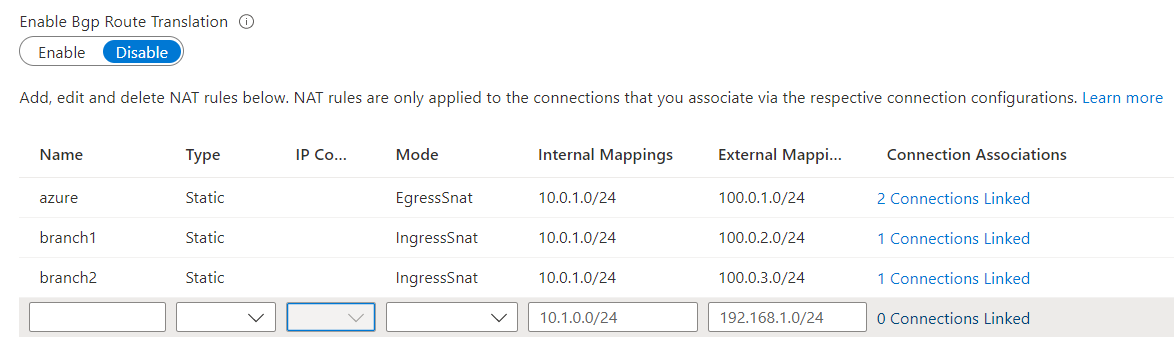 Enable Bgp Route Translation
Enable Disable
Add, edit and delete NAT rules below. NAT rules are only applied to the connections that you associate via the respective connection configurations. Learn more
Name Type IP Co... Mode Internal Mappings External Mappi... Connection Associations
azure Static EgressSnat 10.0.1.0/24 100.0.1.0/24 2 Connections Linked
branch1 Static IngressSnat 10.0.1.0/24 100.0.2.0/24 1 Connections Linked
branch2 Static IngressSnat 10.0.1.0/24 100.0.3.0/24 1 Connections Linked
10.1.0.0/24 192.168.1.0/24 0 Connections Linked